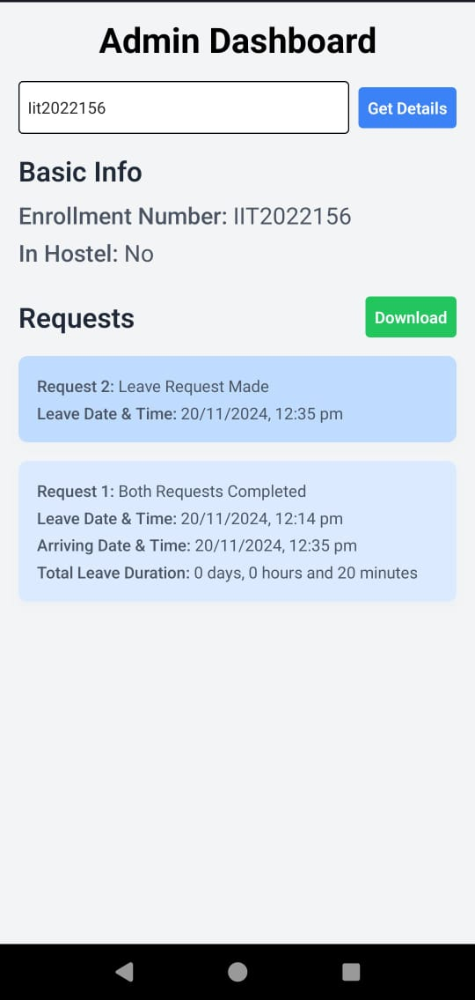 Admin Dashboard
Iit2022156
Get Details
Basic Info
Enrollment Number: IIT2022156
In Hostel: No
Requests
Download
Request 2: Leave Request Made
Leave Date & Time: 20/11/2024, 12:35 pm
Request 1: Both Requests Completed
Leave Date & Time: 20/11/2024, 12:14 pm
Arriving Date & Time: 20/11/2024, 12:35 pm
Total Leave Duration: 0 days, 0 hours and 20 minutes